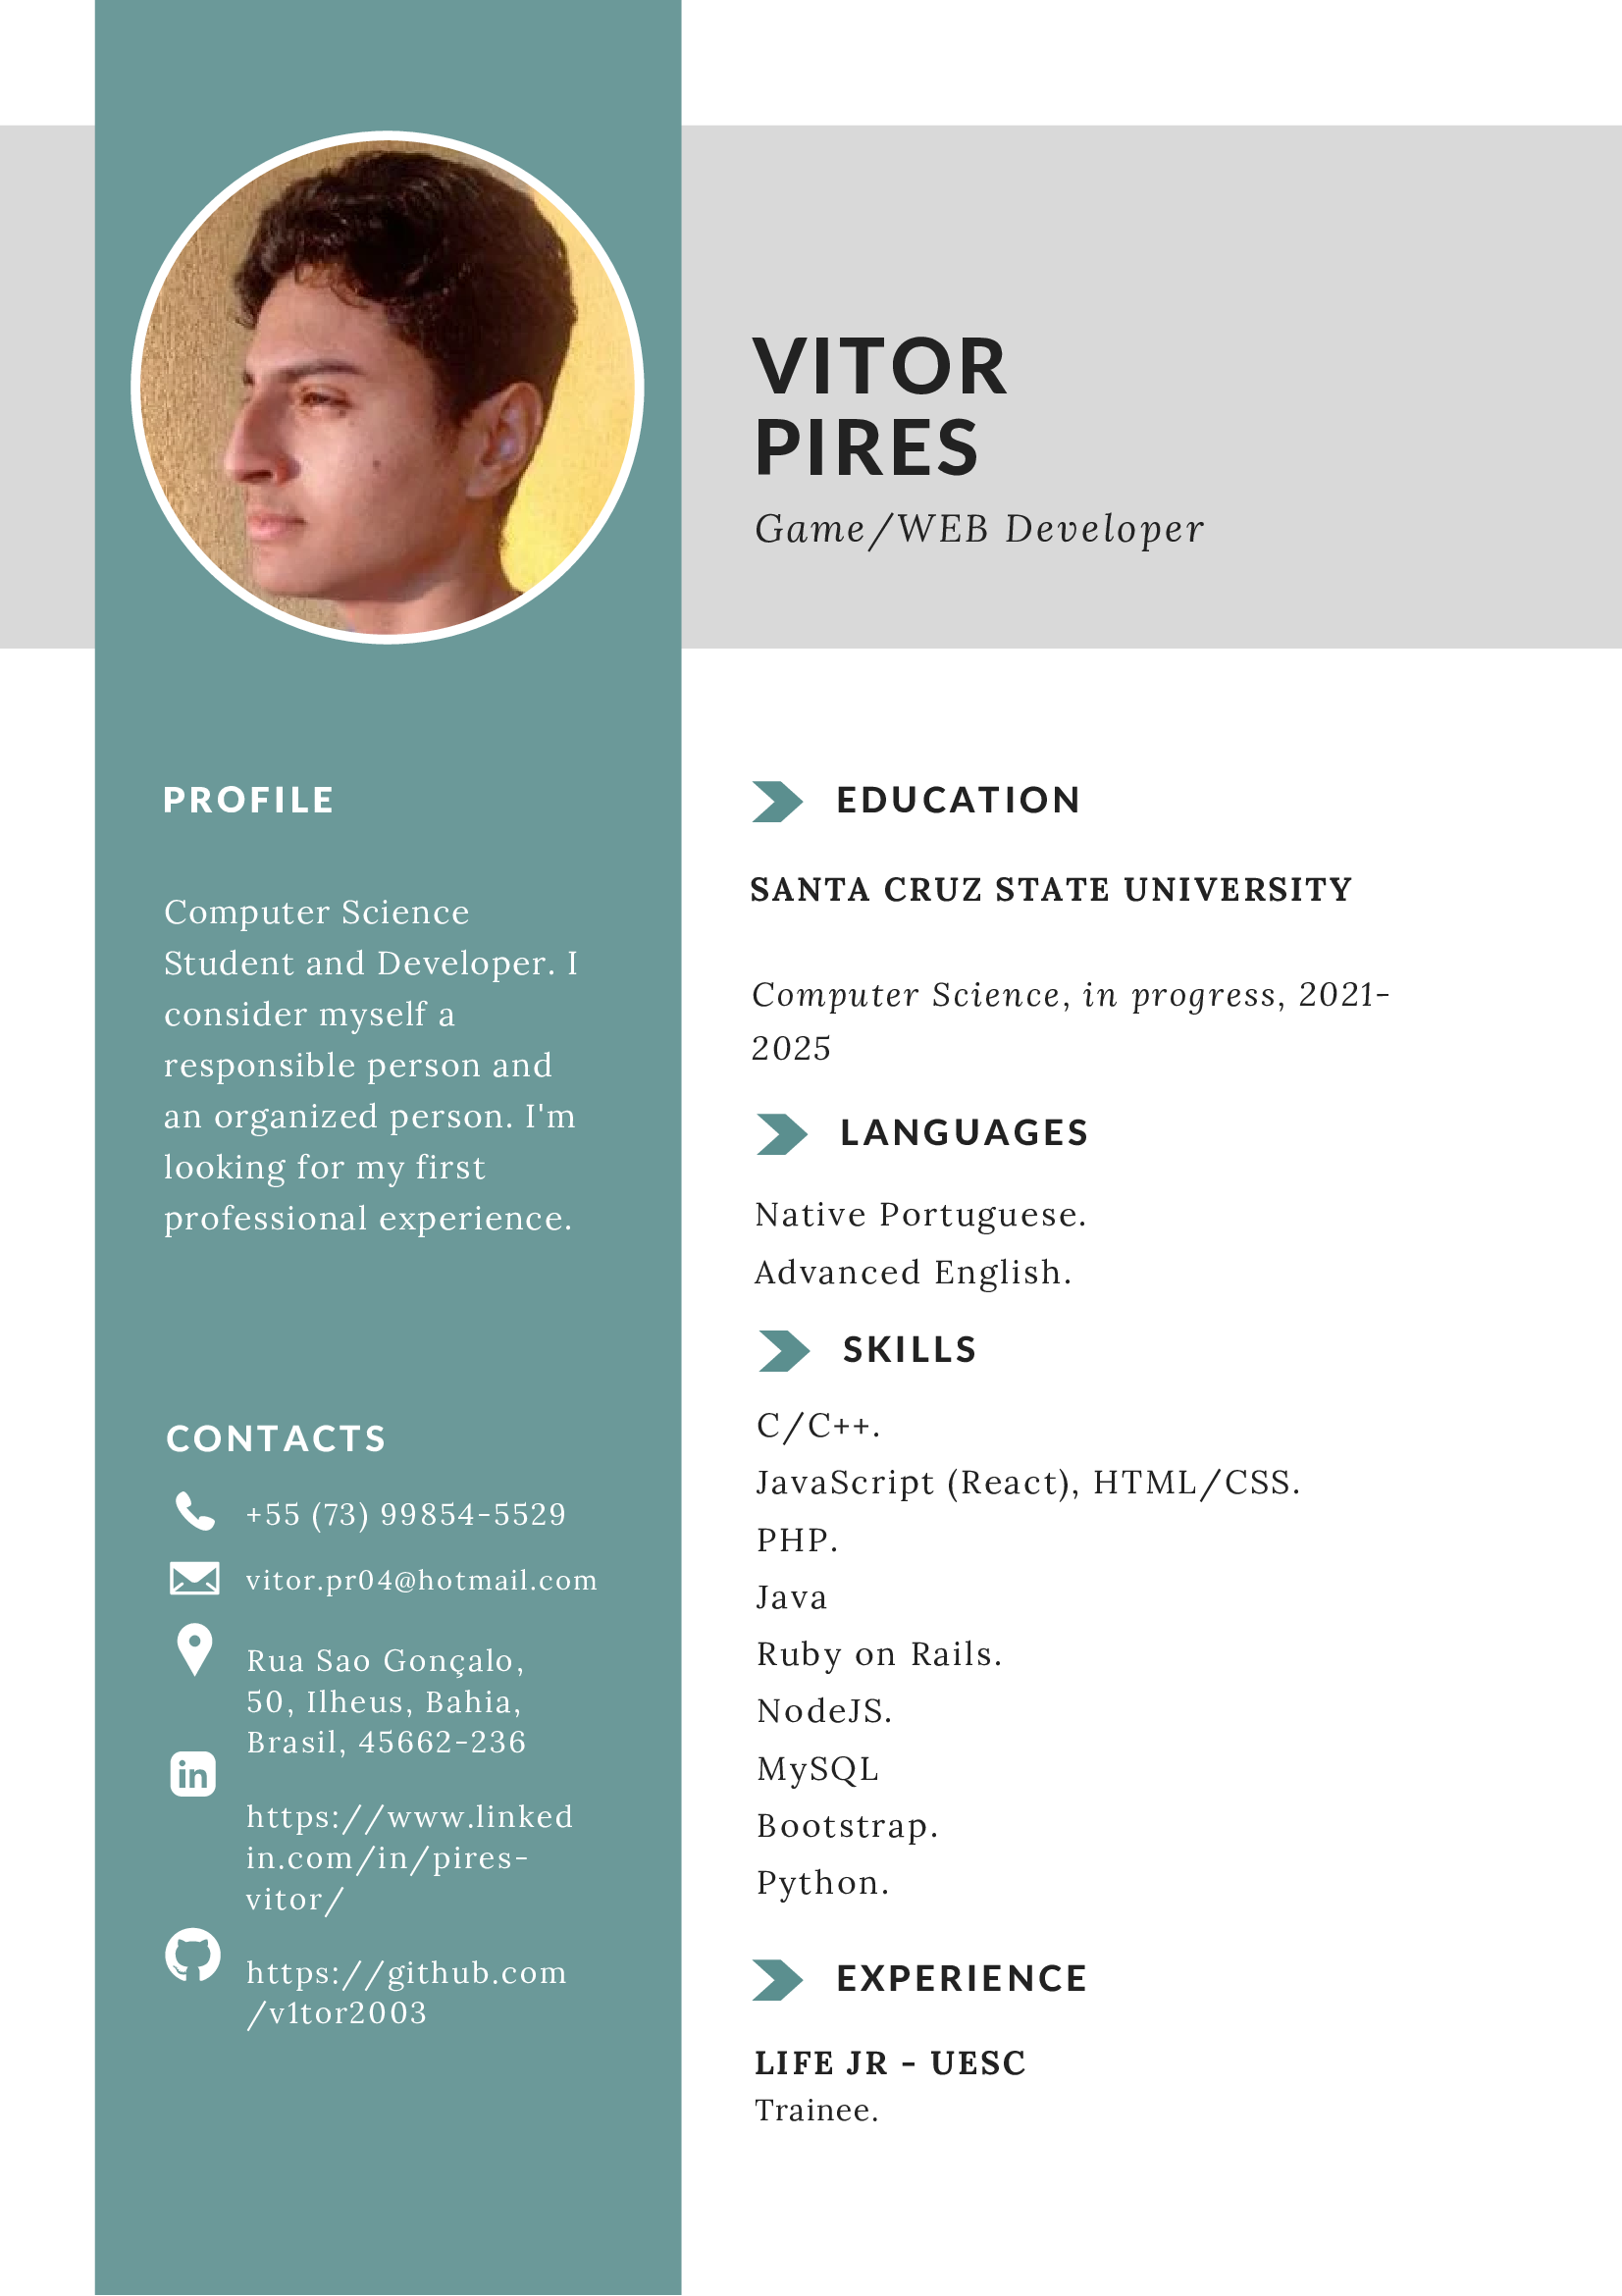 VITOR
PIRES
Game/WEB Developer
PROFILE
Computer Science
Student and Developer. I
consider myself a
responsible person and
an organized person. I'm
looking for my first
professional experience.
CONTACTS
+55 (73) 99854-5529
vitor.pr04@hotmail.com
Rua Sao Gonçalo,
50, Ilheus, Bahia,
Brasil, 45662-236
in
https://www.linked
in.com/in/pires-
vitor/
https://github.com
/v1tor2003
EDUCATION
SANTA CRUZ STATE UNIVERSITY
Computer Science, in progress, 2021-
2025
LANGUAGES
Native Portuguese.
Advanced English.
SKILLS
C/C++.
JavaScript (React), HTML/CSS.
PHP.
Java
Ruby on Rails.
NodeJS.
MySQL
Bootstrap.
Python.
EXPERIENCE
LIFE JR - UESC
Trainee.